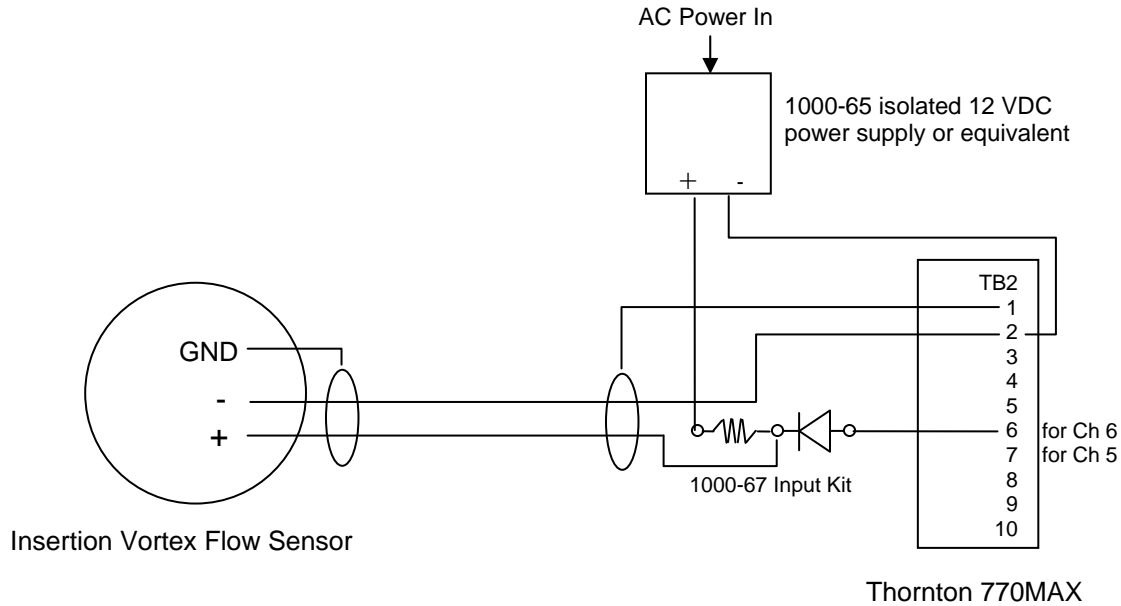 AC Power In
1000-65 isolated 12 VDC
power supply or equivalent
+ -
TB2
1
GND
2
3
4
-
5
+
6 for Ch 6
7 for Ch 5
1000-67 Input Kit
8
9
10
Insertion Vortex Flow Sensor
Thornton 770MAX